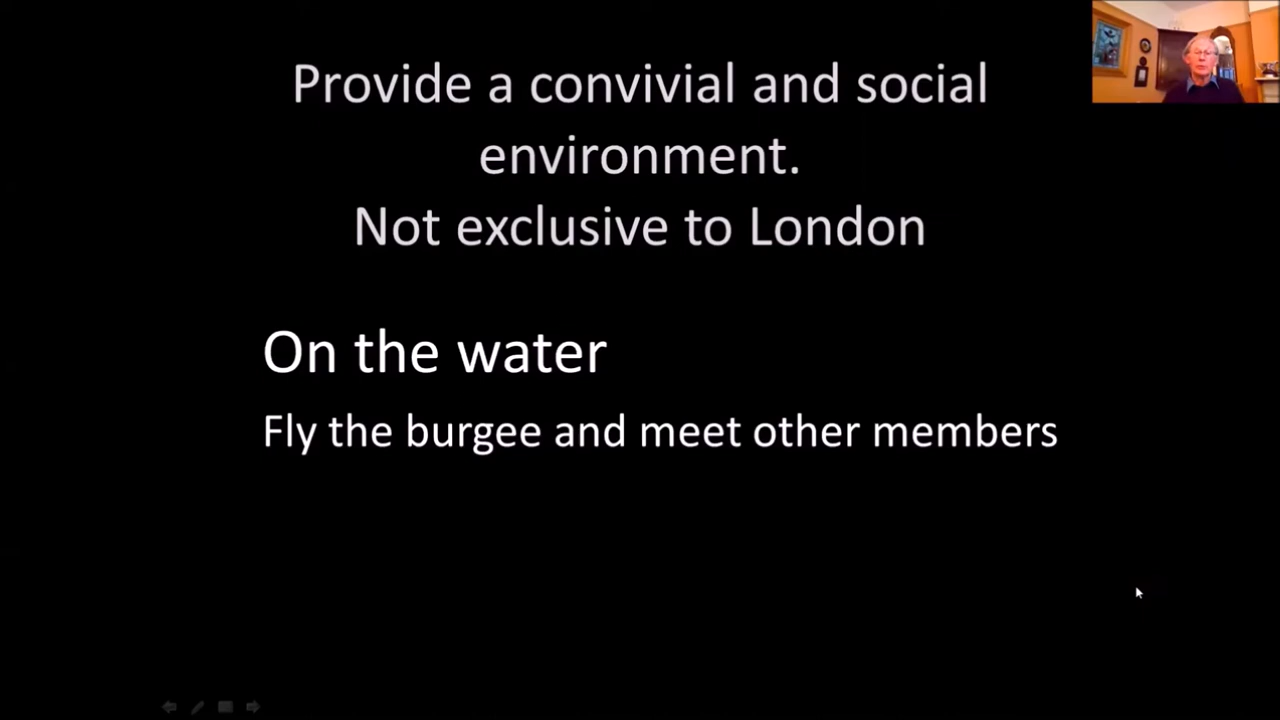 Provide a convivial and social
environment.
Not exclusive to London
On the water
Fly the burgee and meet other members